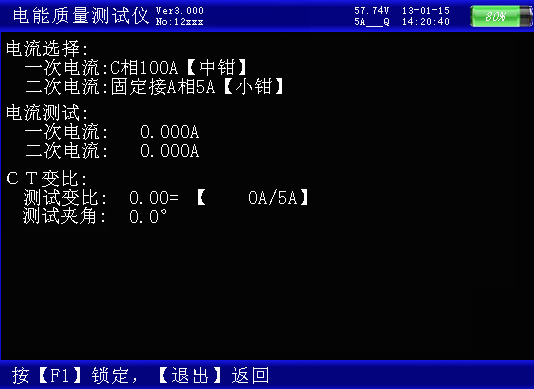 电能质量测试仪 Ver3.000 57.74V 13-01-15 80%
No:12xxx 5A___Q 14:20:40
电流选择:
一次电流:C相100A【中钳】
二次电流:固定接A相5A【小钳】
电流测试:
一次电流: 0.000A
二次电流: 0.000A
CT变比:
测试变比: 0.00= 【 0A/5A】
测试夹角: 0.0°
按【F1】锁定，【退出】返回